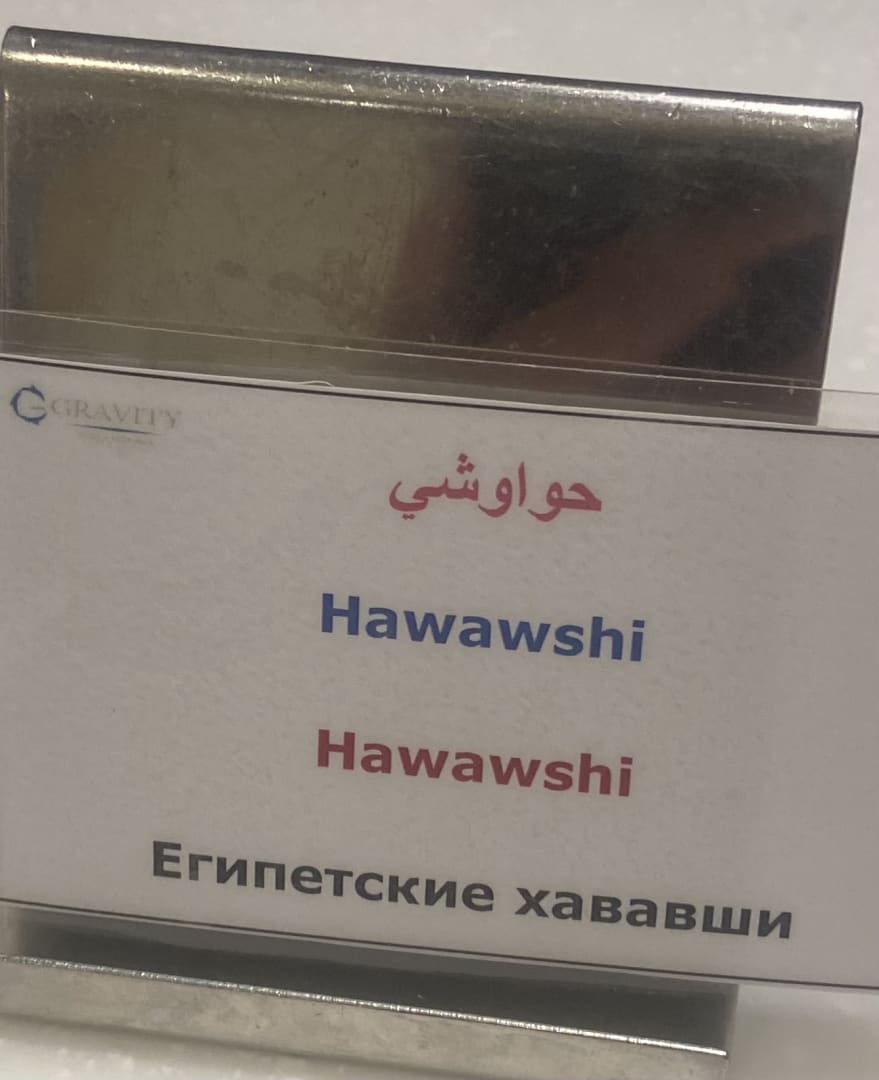 GRAVITY
حواوشي
Hawawshi
Hawawshi
Египетские хававши